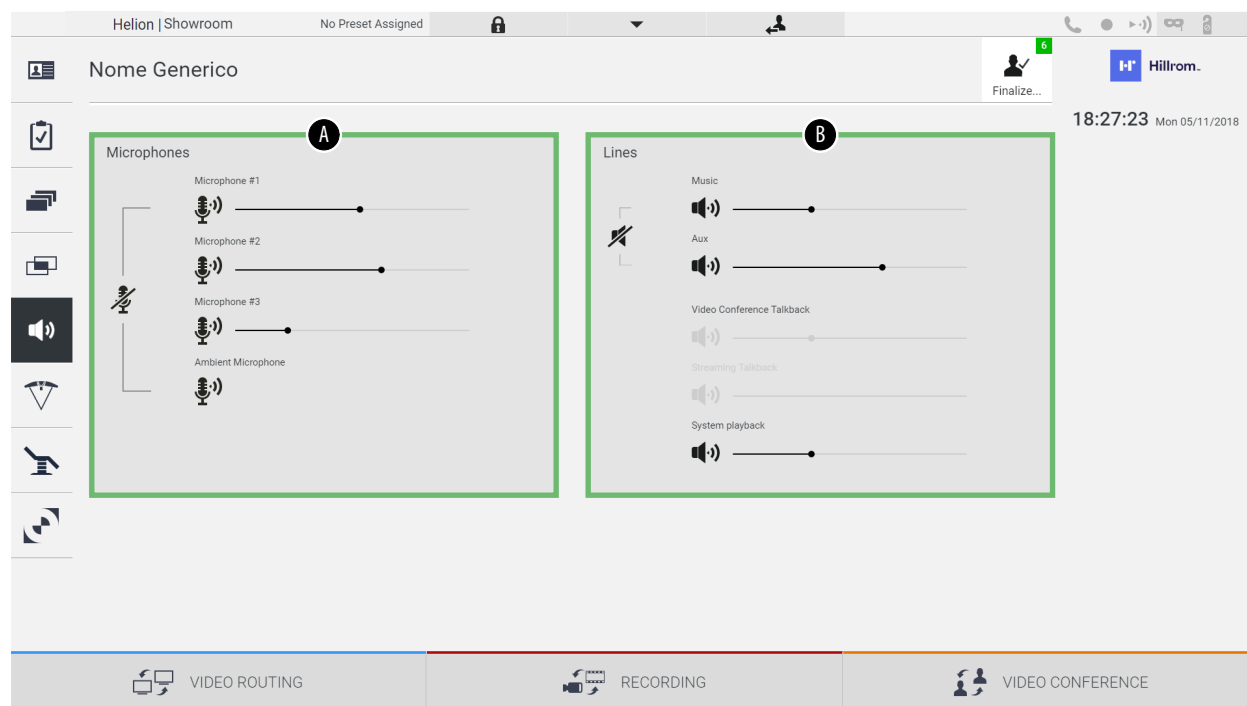 Helion | Showroom
No Preset Assigned
6
Nome Generico
Finalize...
Hillrom
18:27:23 Mon 05/11/2018
A
B
Microphones
Microphone #1
Microphone #2
Microphone #3
Ambient Microphone
Lines
Music
Aux
Video Conference Talkback
Streaming Talkback
System playback
VIDEO ROUTING
RECORDING
VIDEO CONFERENCE